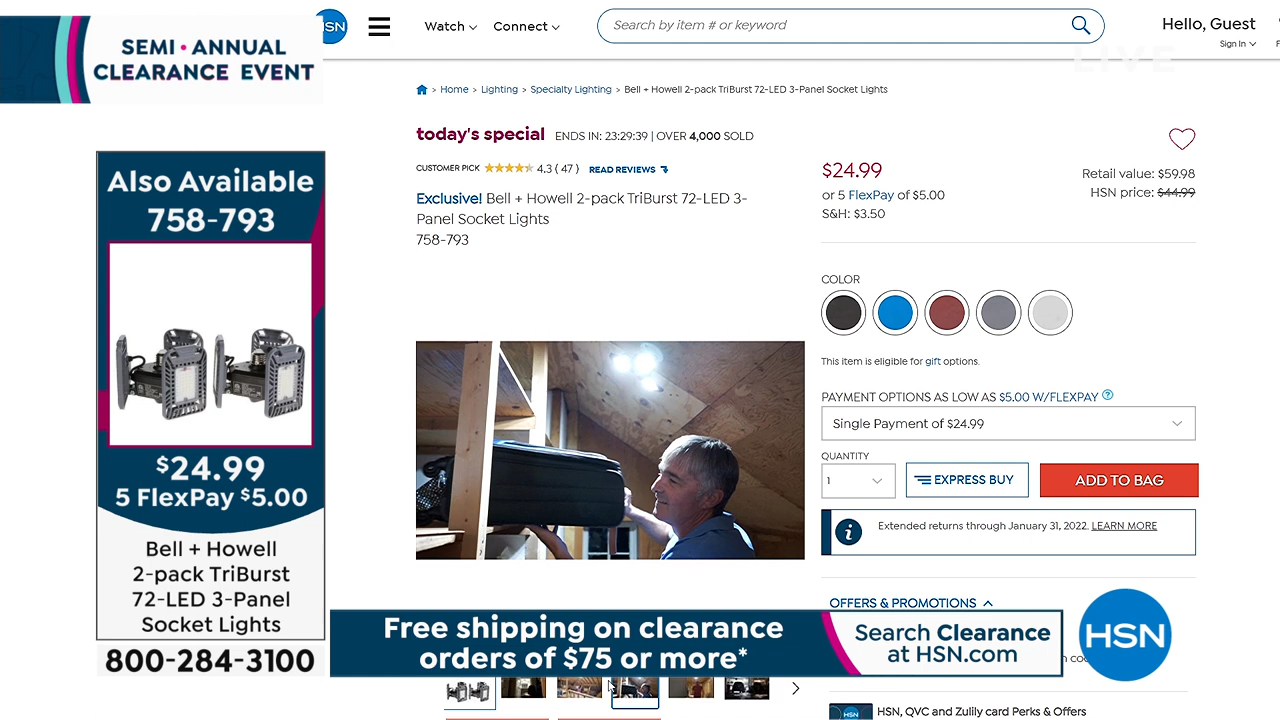 SEMI • ANNUAL
CLEARANCE EVENT
HSN
Watch
Connect
Search by item # or keyword
Hello, Guest
Sign In
LIVE
> Home > Lighting > Specialty Lighting > Bell + Howell 2-pack TriBurst 72-LED 3-Panel Socket Lights
today's special ENDS IN: 23:29:39 | OVER 4,000 SOLD
CUSTOMER PICK 4.3 ( 47 ) READ REVIEWS
Exclusive! Bell + Howell 2-pack TriBurst 72-LED 3-
Panel Socket Lights
758-793
$24.99
or 5 FlexPay of $5.00
S&H: $3.50
Retail value: $59.98
HSN price: $44.99
COLOR
This item is eligible for gift options.
PAYMENT OPTIONS AS LOW AS $5.00 W/FLEXPAY ?
Single Payment of $24.99
QUANTITY
1
EXPRESS BUY
ADD TO BAG
Extended returns through January 31, 2022. LEARN MORE
OFFERS & PROMOTIONS
HSN, QVC and Zulily card Perks & Offers
Also Available
758-793
$24.99
5 FlexPay $5.00
Bell + Howell
2-pack TriBurst
72-LED 3-Panel
Socket Lights
800-284-3100
Free shipping on clearance
orders of $75 or more*
Search Clearance
at HSN.com
HSN
HSN